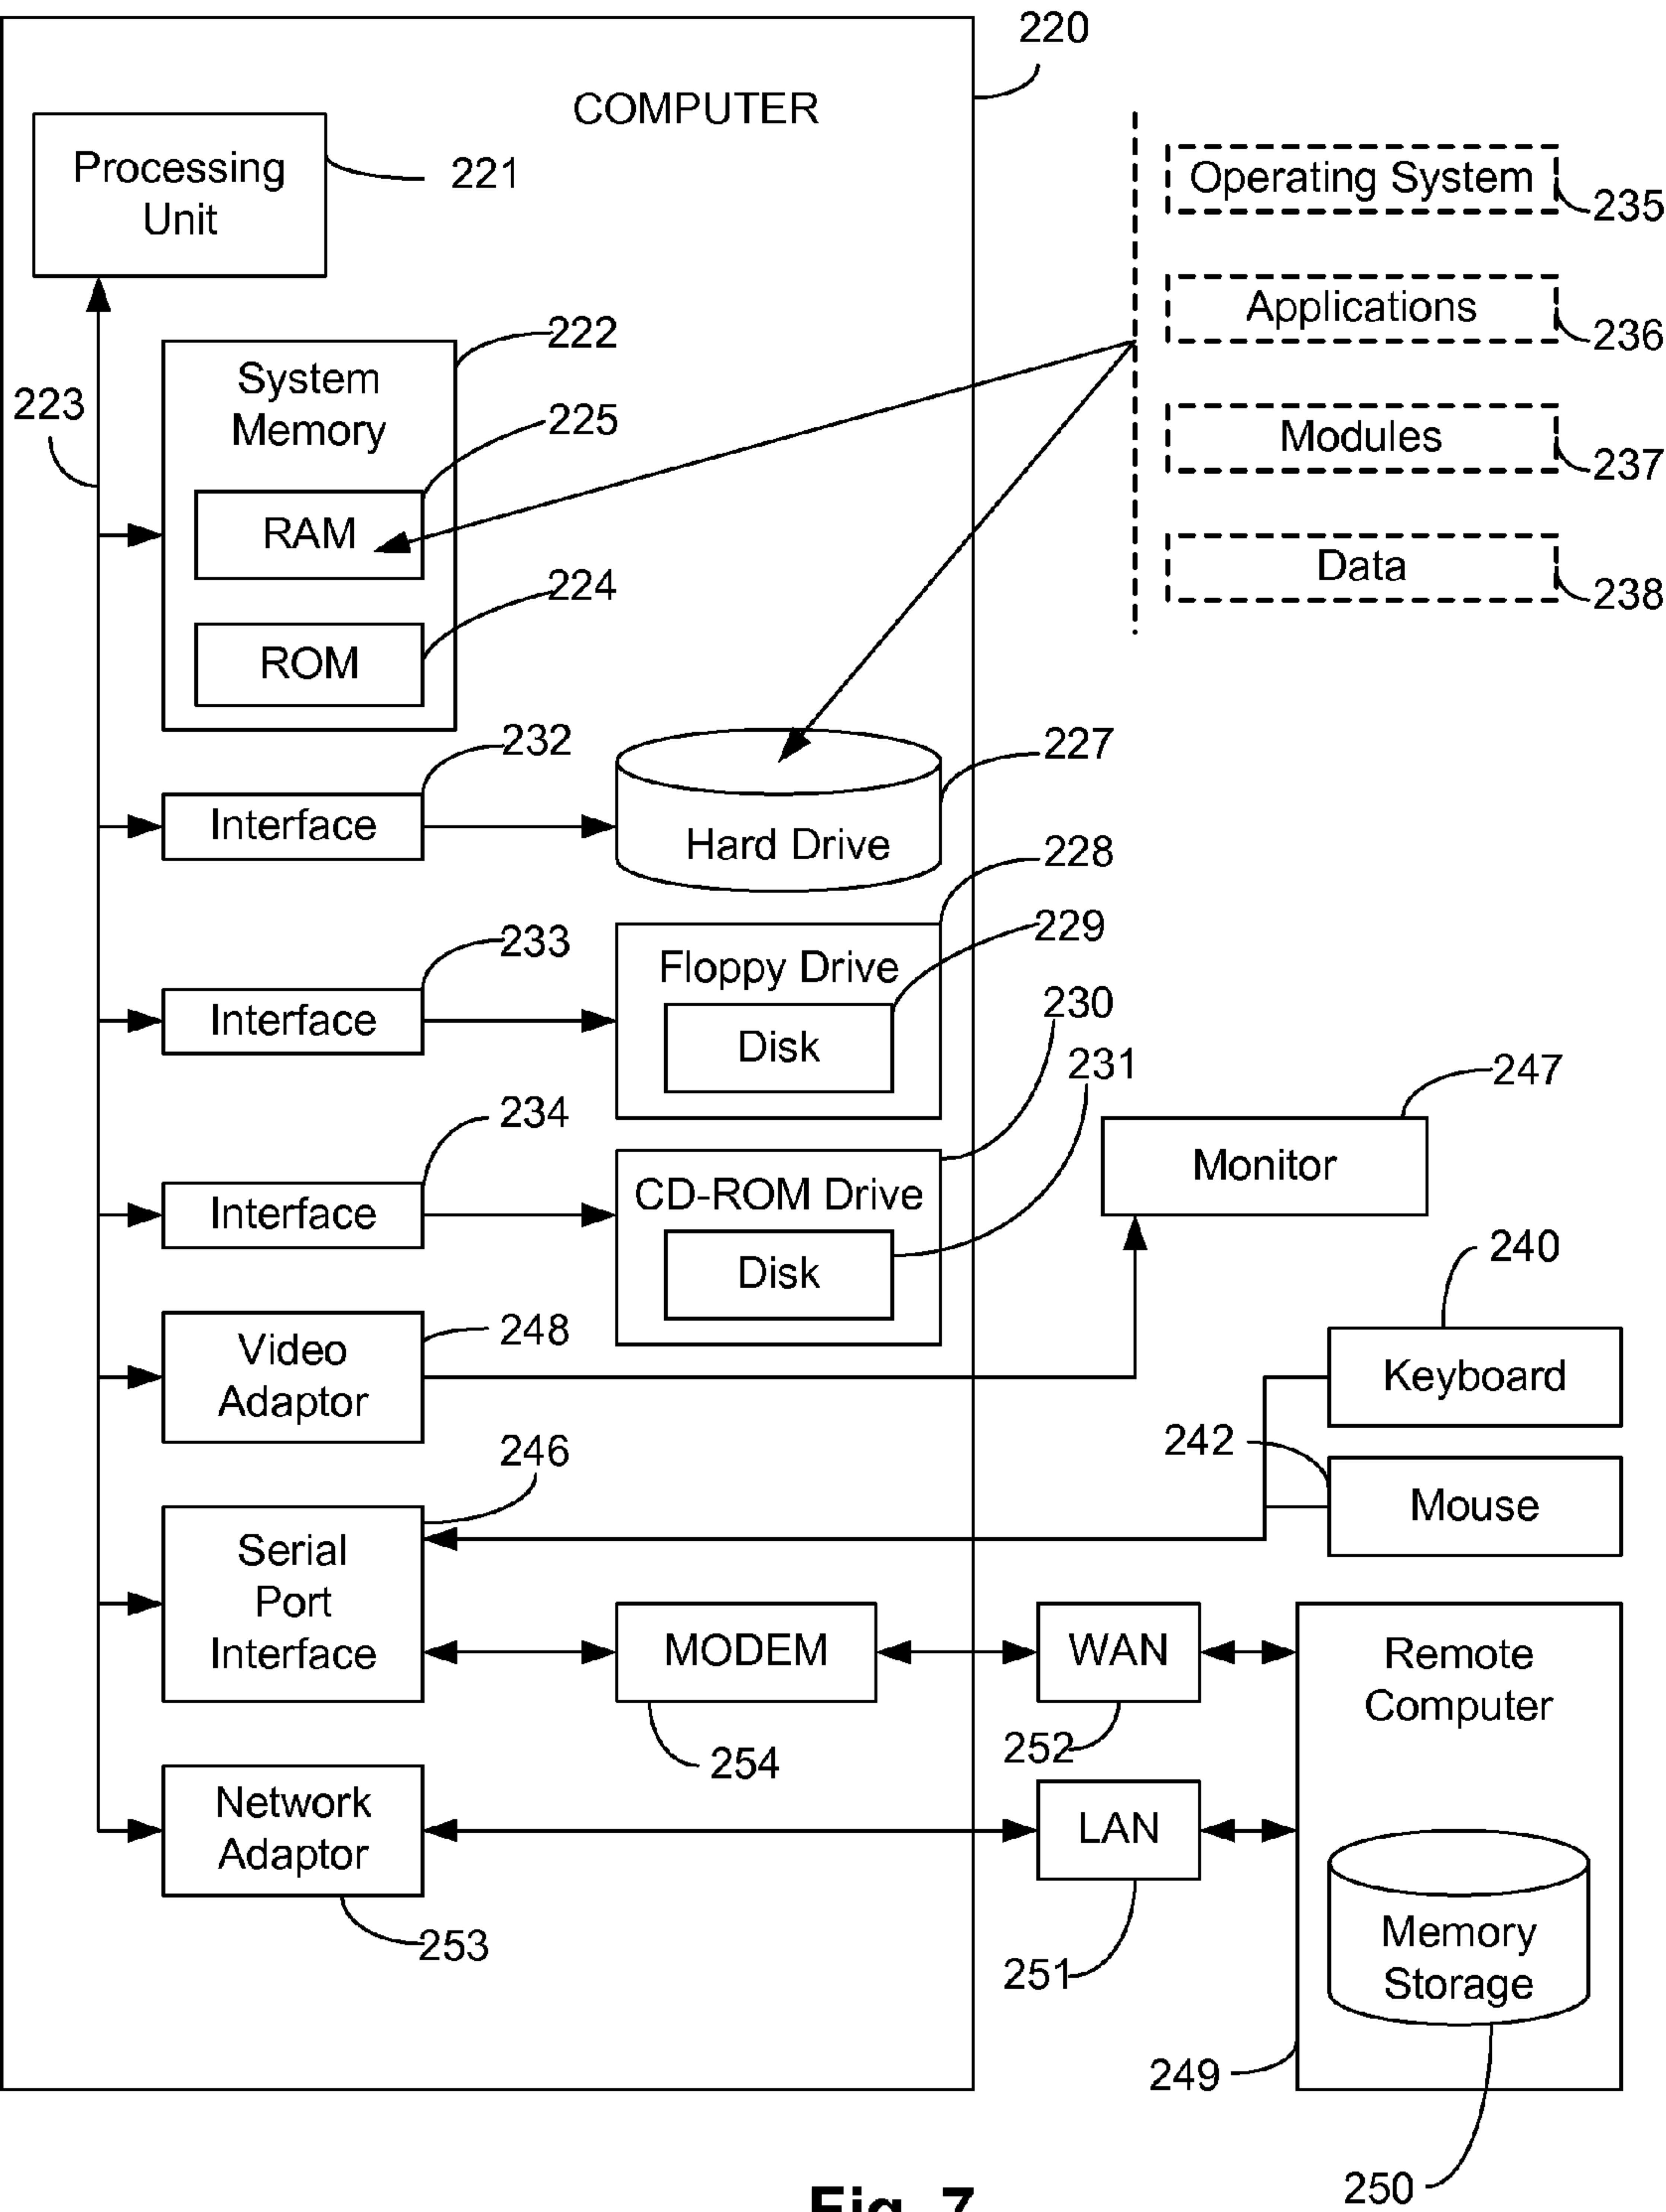 220
COMPUTER
Processing
Unit
221
Operating System
235
Applications
236
Modules
237
Data
238
222
System
Memory
223
225
RAM
224
ROM
232
Interface
227
Hard Drive
228
233
Interface
229
Floppy Drive
Disk
230
231
234
Interface
CD-ROM Drive
Disk
247
Monitor
240
Keyboard
248
Video
Adaptor
242
Mouse
246
Serial
Port
Interface
MODEM
254
WAN
252
Remote
Computer
Network
Adaptor
253
LAN
251
Memory
Storage
249
250
Fig. 7